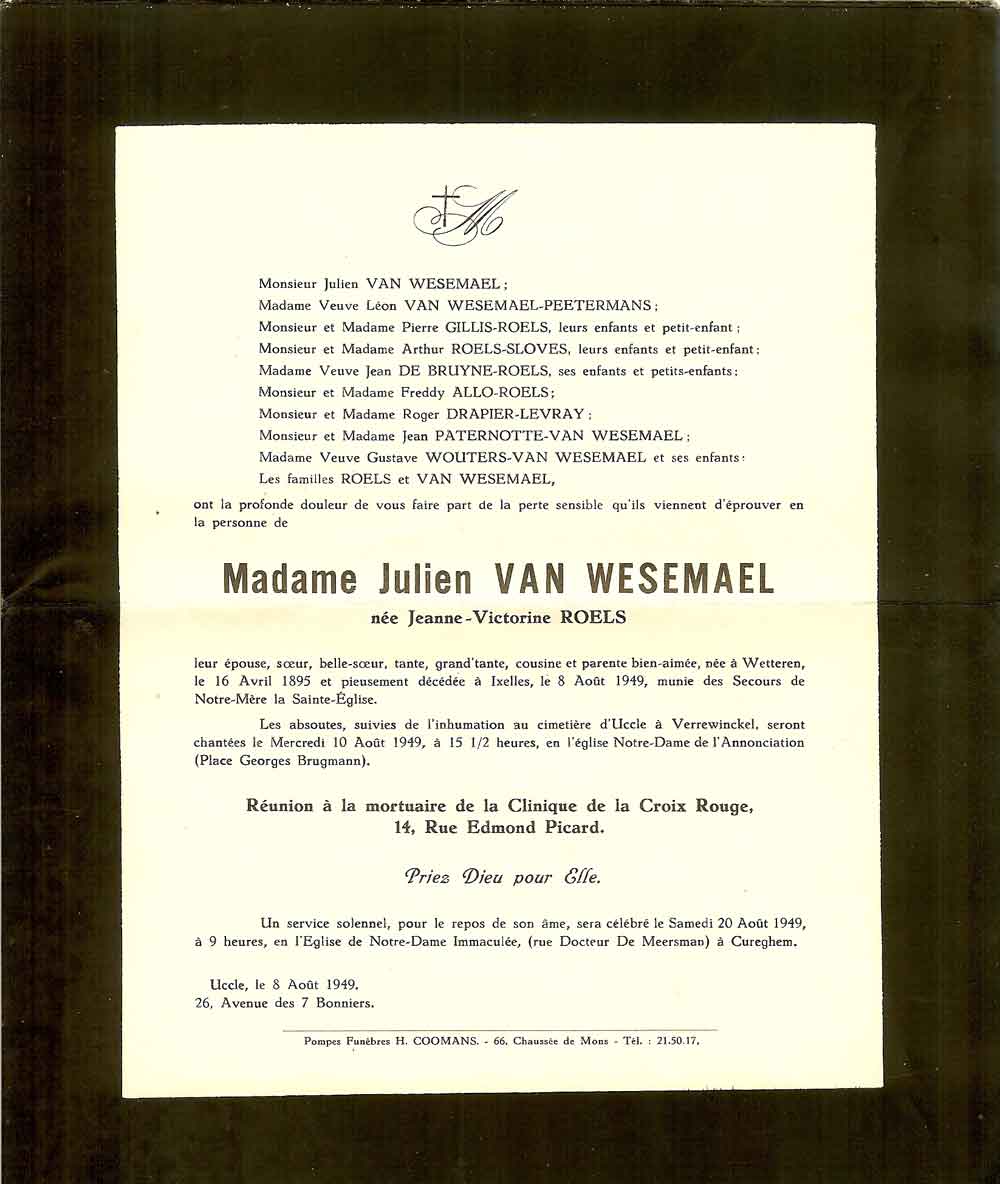 M
Monsieur Julien VAN WESEMAEL ;
Madame Veuve Léon VAN WESEMAEL-PEETERMANS ;
Monsieur et Madame Pierre GILLIS-ROELS, leurs enfants et petit-enfant ;
Monsieur et Madame Arthur ROELS-SLOVES, leurs enfants et petit-enfant ;
Madame Veuve Jean DE BRUYNE-ROELS, ses enfants et petits-enfants ;
Monsieur et Madame Freddy ALLO-ROELS ;
Monsieur et Madame Roger DRAPIER-LEVRAY ;
Monsieur et Madame Jean PATERNOTTE-VAN WESEMAEL ;
Madame Veuve Gustave WOUTERS-VAN WESEMAEL et ses enfants :
Les familles ROELS et VAN WESEMAEL,
ont la profonde douleur de vous faire part de la perte sensible qu'ils viennent d'éprouver en
la personne de
Madame Julien VAN WESEMAEL
née Jeanne-Victorine ROELS
leur épouse, sœur, belle-sœur, tante, grand'tante, cousine et parente bien-aimée, née à Wetteren,
le 16 Avril 1895 et pieusement décédée à Ixelles, le 8 Août 1949, munie des Secours de
Notre-Mère la Sainte-Église.
Les absoutes, suivies de l'inhumation au cimetière d'Uccle à Verrewinckel, seront
chantées le Mercredi 10 Août 1949, à 15 1/2 heures, en l'église Notre-Dame de l'Annonciation
(Place Georges Brugmann).
Réunion à la mortuaire de la Clinique de la Croix Rouge,
14, Rue Edmond Picard.
Priez Dieu pour Elle.
Un service solennel, pour le repos de son âme, sera célébré le Samedi 20 Août 1949,
à 9 heures, en l'Eglise de Notre-Dame Immaculée, (rue Docteur De Meersman) à Cureghem.
Uccle, le 8 Août 1949.
26, Avenue des 7 Bonniers.
Pompes Funèbres H. COOMANS. - 66, Chaussée de Mons - Tél. : 21.50.17.